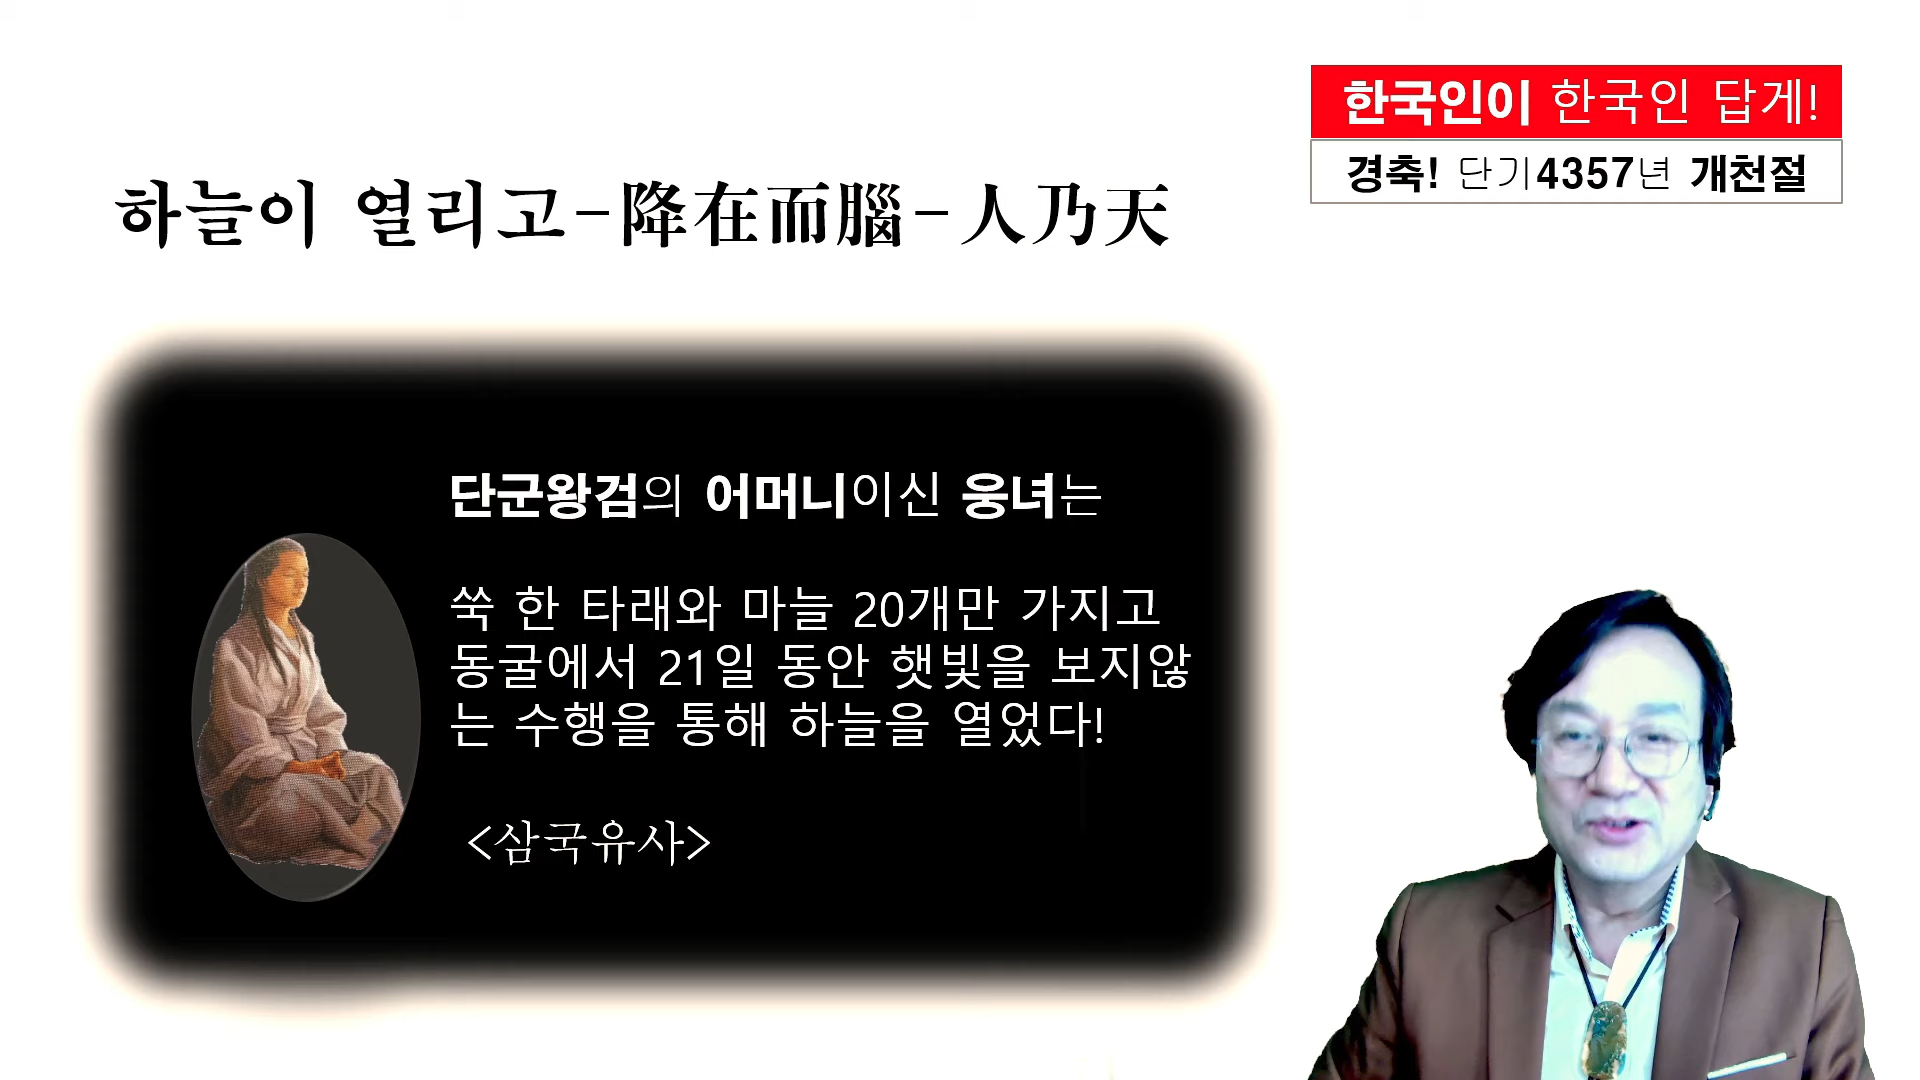 한국인이 한국인 답게!
경축! 단기4357년 개천절
하늘이 열리고-降在而腦-人乃天
단군왕검의 어머니이신 웅녀는
쑥 한 타래와 마늘 20개만 가지고
동굴에서 21일 동안 햇빛을 보지않
는 수행을 통해 하늘을 열었다!
<삼국유사>